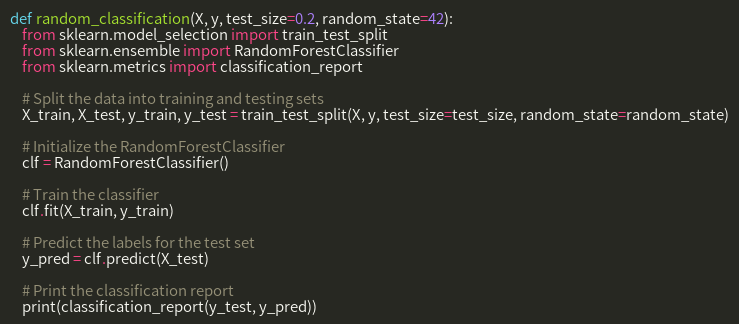 def random_classification(X, y, test_size=0.2, random_state=42):
    from sklearn.model_selection import train_test_split
    from sklearn.ensemble import RandomForestClassifier
    from sklearn.metrics import classification_report

    # Split the data into training and testing sets
    X_train, X_test, y_train, y_test = train_test_split(X, y, test_size=test_size, random_state=random_state)

    # Initialize the RandomForestClassifier
    clf = RandomForestClassifier()

    # Train the classifier
    clf.fit(X_train, y_train)

    # Predict the labels for the test set
    y_pred = clf.predict(X_test)

    # Print the classification report
    print(classification_report(y_test, y_pred))